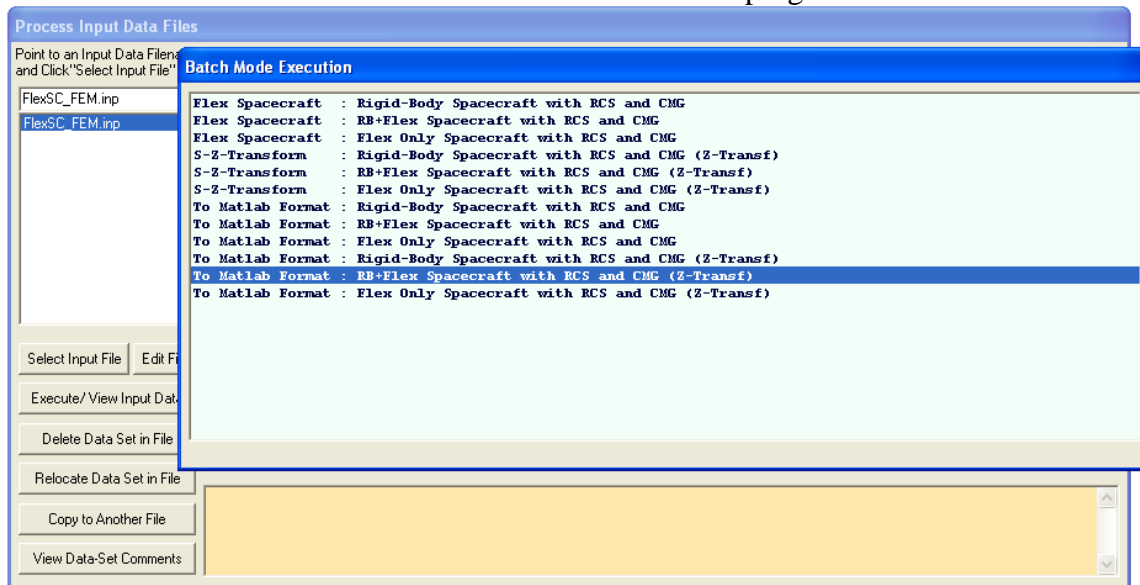 Process Input Data Files
Point to an Input Data
and Click "Select Input File"
FlexSC_FEM.inp
FlexSC_FEM.inp
Batch Mode Execution
Flex Spacecraft : Rigid-Body Spacecraft with RCS and CMG
Flex Spacecraft : RB+Flex Spacecraft with RCS and CMG
Flex Spacecraft : Flex Only Spacecraft with RCS and CMG
S-Z-Transform : Rigid-Body Spacecraft with RCS and CMG (Z-Transf)
S-Z-Transform : RB+Flex Spacecraft with RCS and CMG (Z-Transf)
S-Z-Transform : Flex Only Spacecraft with RCS and CMG (Z-Transf)
To Matlab Format : Rigid-Body Spacecraft with RCS and CMG
To Matlab Format : RB+Flex Spacecraft with RCS and CMG
To Matlab Format : Flex Only Spacecraft with RCS and CMG
To Matlab Format : Rigid-Body Spacecraft with RCS and CMG (Z-Transf)
To Matlab Format : RB+Flex Spacecraft with RCS and CMG (Z-Transf)
To Matlab Format : Flex Only Spacecraft with RCS and CMG (Z-Transf)
Select Input File
Edit
Execute/ View Input
Delete Data Set in File
Relocate Data Set in File
Copy to Another File
View Data-Set Comments